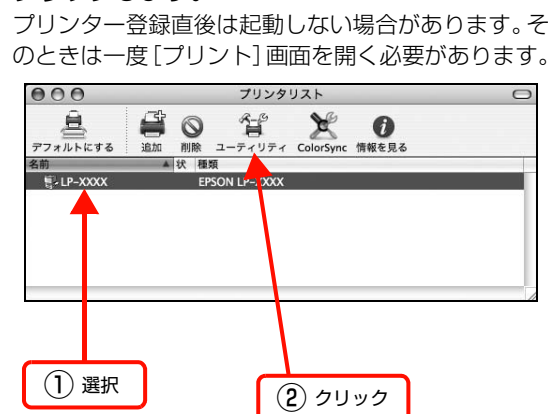 プリンター登録直後は起動しない場合があります。そ
のときは一度[プリント]画面を開く必要があります。
プリンタリスト
デフォルトにする 追加 削除 ユーティリティ ColorSync 情報を見る
名前 状 種類
LP-XXXX EPSON LP-XXXX
① 選択
② クリック